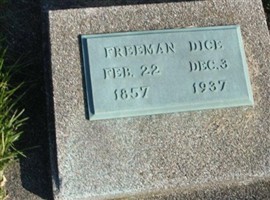 FREEMAN DICE
FEB. 22 DEC. 3
1857 1937